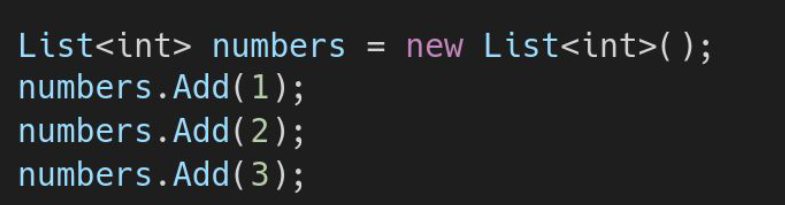 List<int> numbers = new List<int>();
numbers.Add(1);
numbers.Add(2);
numbers.Add(3);